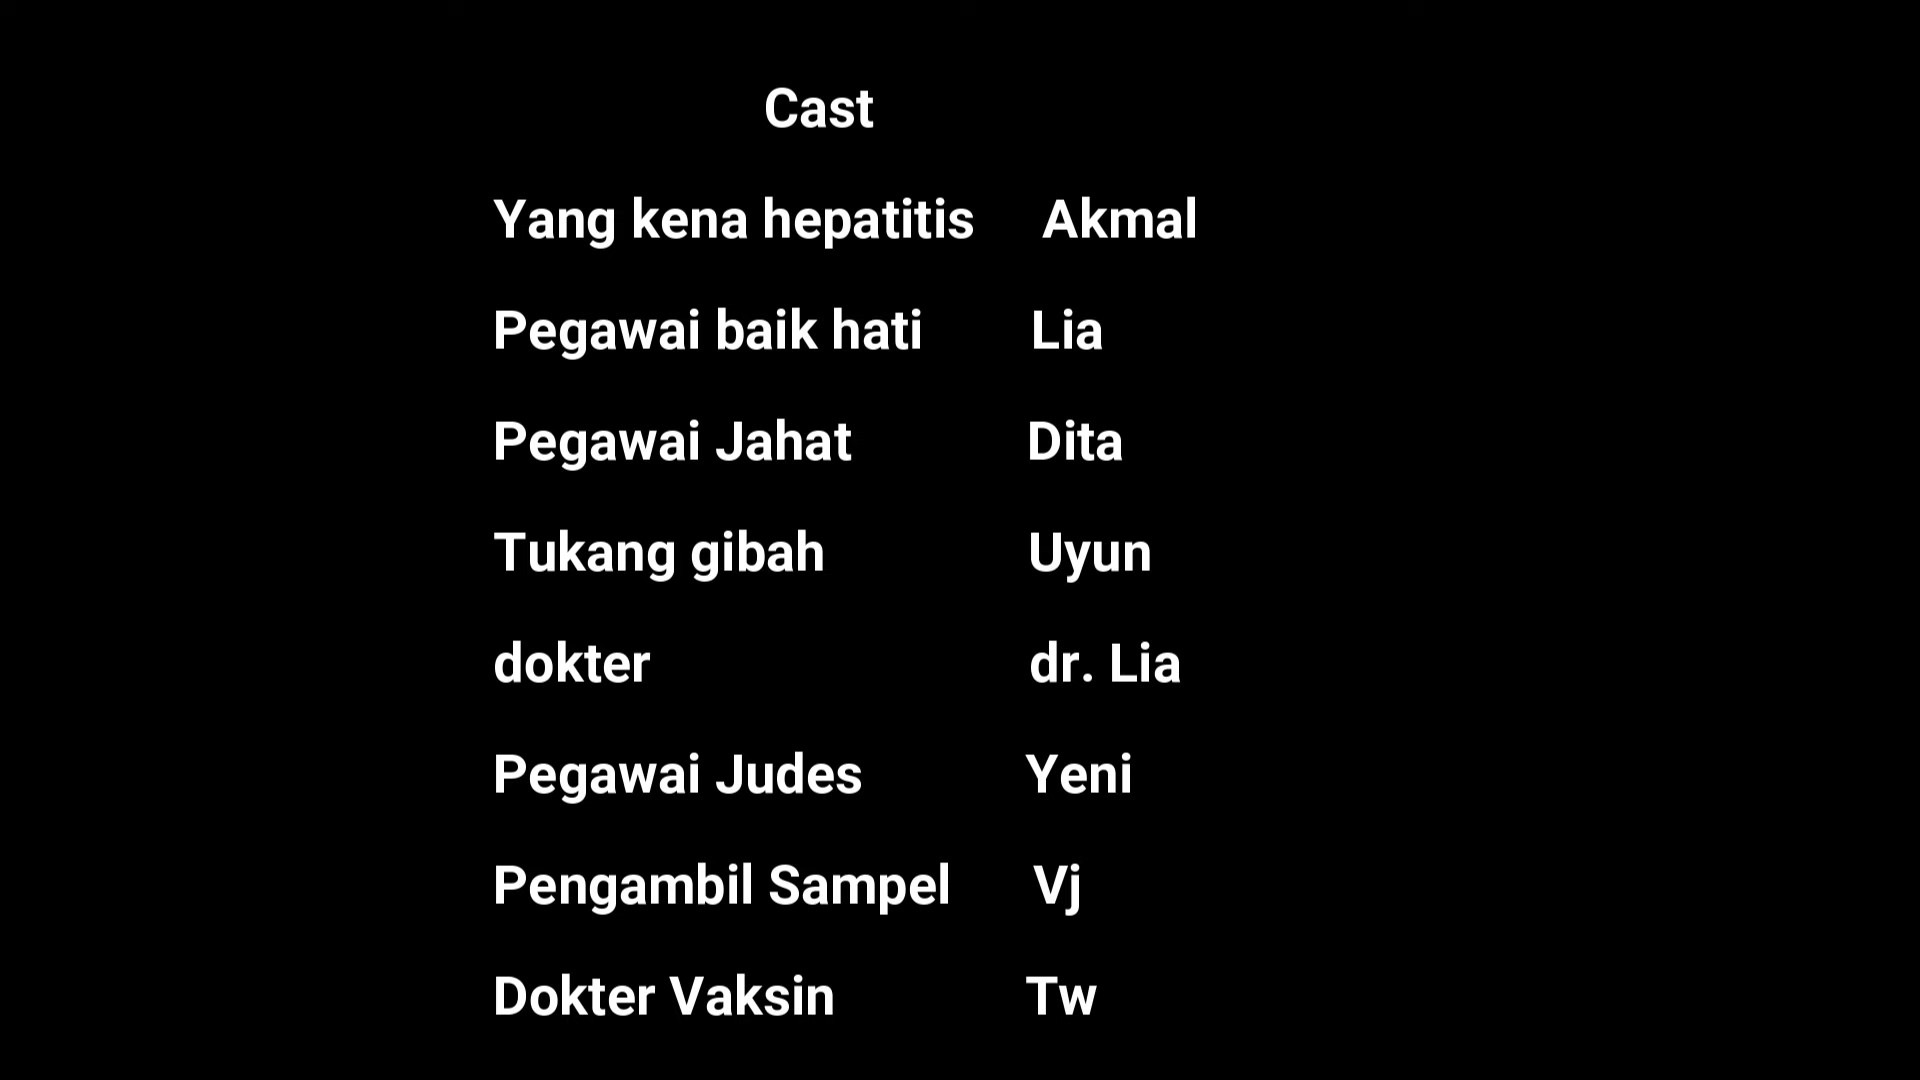 Cast
Yang kena hepatitis Akmal
Pegawai baik hati Lia
Pegawai Jahat Dita
Tukang gibah Uyun
dokter dr. Lia
Pegawai Judes Yeni
Pengambil Sampel Vj
Dokter Vaksin Tw